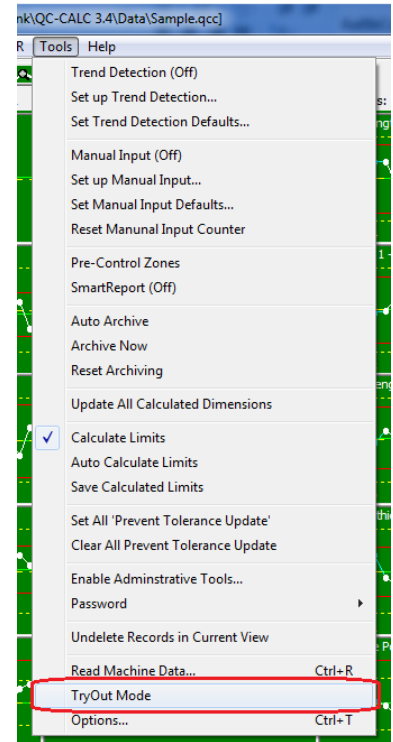 nk\QC-CALC 3.4\Data\Sample.qcc]
R Tools Help
Trend Detection (Off)
Set up Trend Detection...
s:
Set Trend Detection Defaults...
Manual Input (Off)
Set up Manual Input...
Set Manual Input Defaults...
Reset Manunal Input Counter
Pre-Control Zones
SmartReport (Off)
Auto Archive
Archive Now
Reset Archiving
Update All Calculated Dimensions
Calculate Limits
Auto Calculate Limits
Save Calculated Limits
Set All 'Prevent Tolerance Update'
Clear All Prevent Tolerance Update
Enable Adminstrative Tools...
Password
Undelete Records in Current View
Read Machine Data... Ctrl+R
TryOut Mode
Options... Ctrl+T